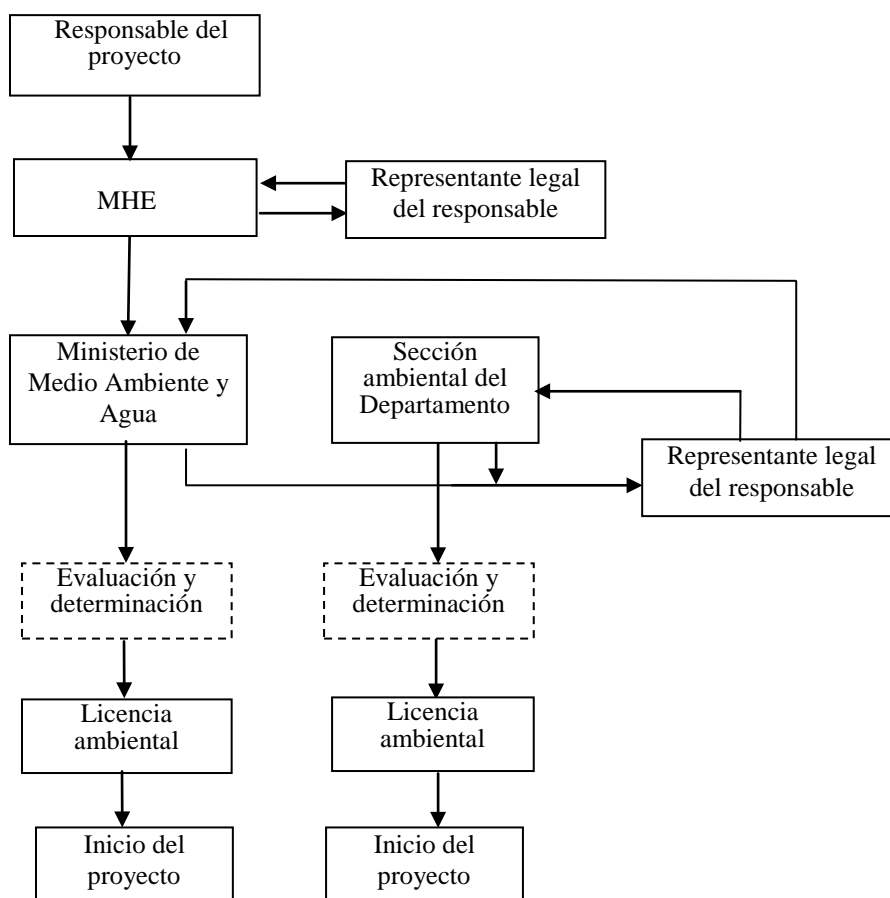 Responsable del
proyecto
MHE
Representante legal
del responsable
Ministerio de
Medio Ambiente y
Agua
Sección
ambiental del
Departamento
Representante legal
del responsable
Evaluación y
determinación
Evaluación y
determinación
Licencia
ambiental
Licencia
ambiental
Inicio del
proyecto
Inicio del
proyecto